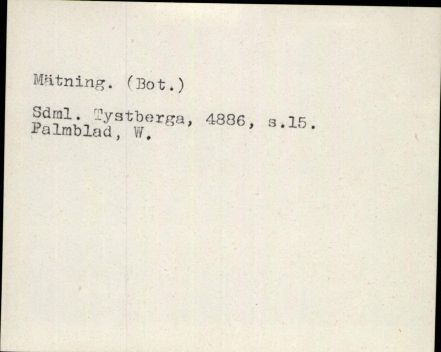 Mätning. (Bot.)
Sdml. Tystberga, 4886, s.15.
Palmblad, W.